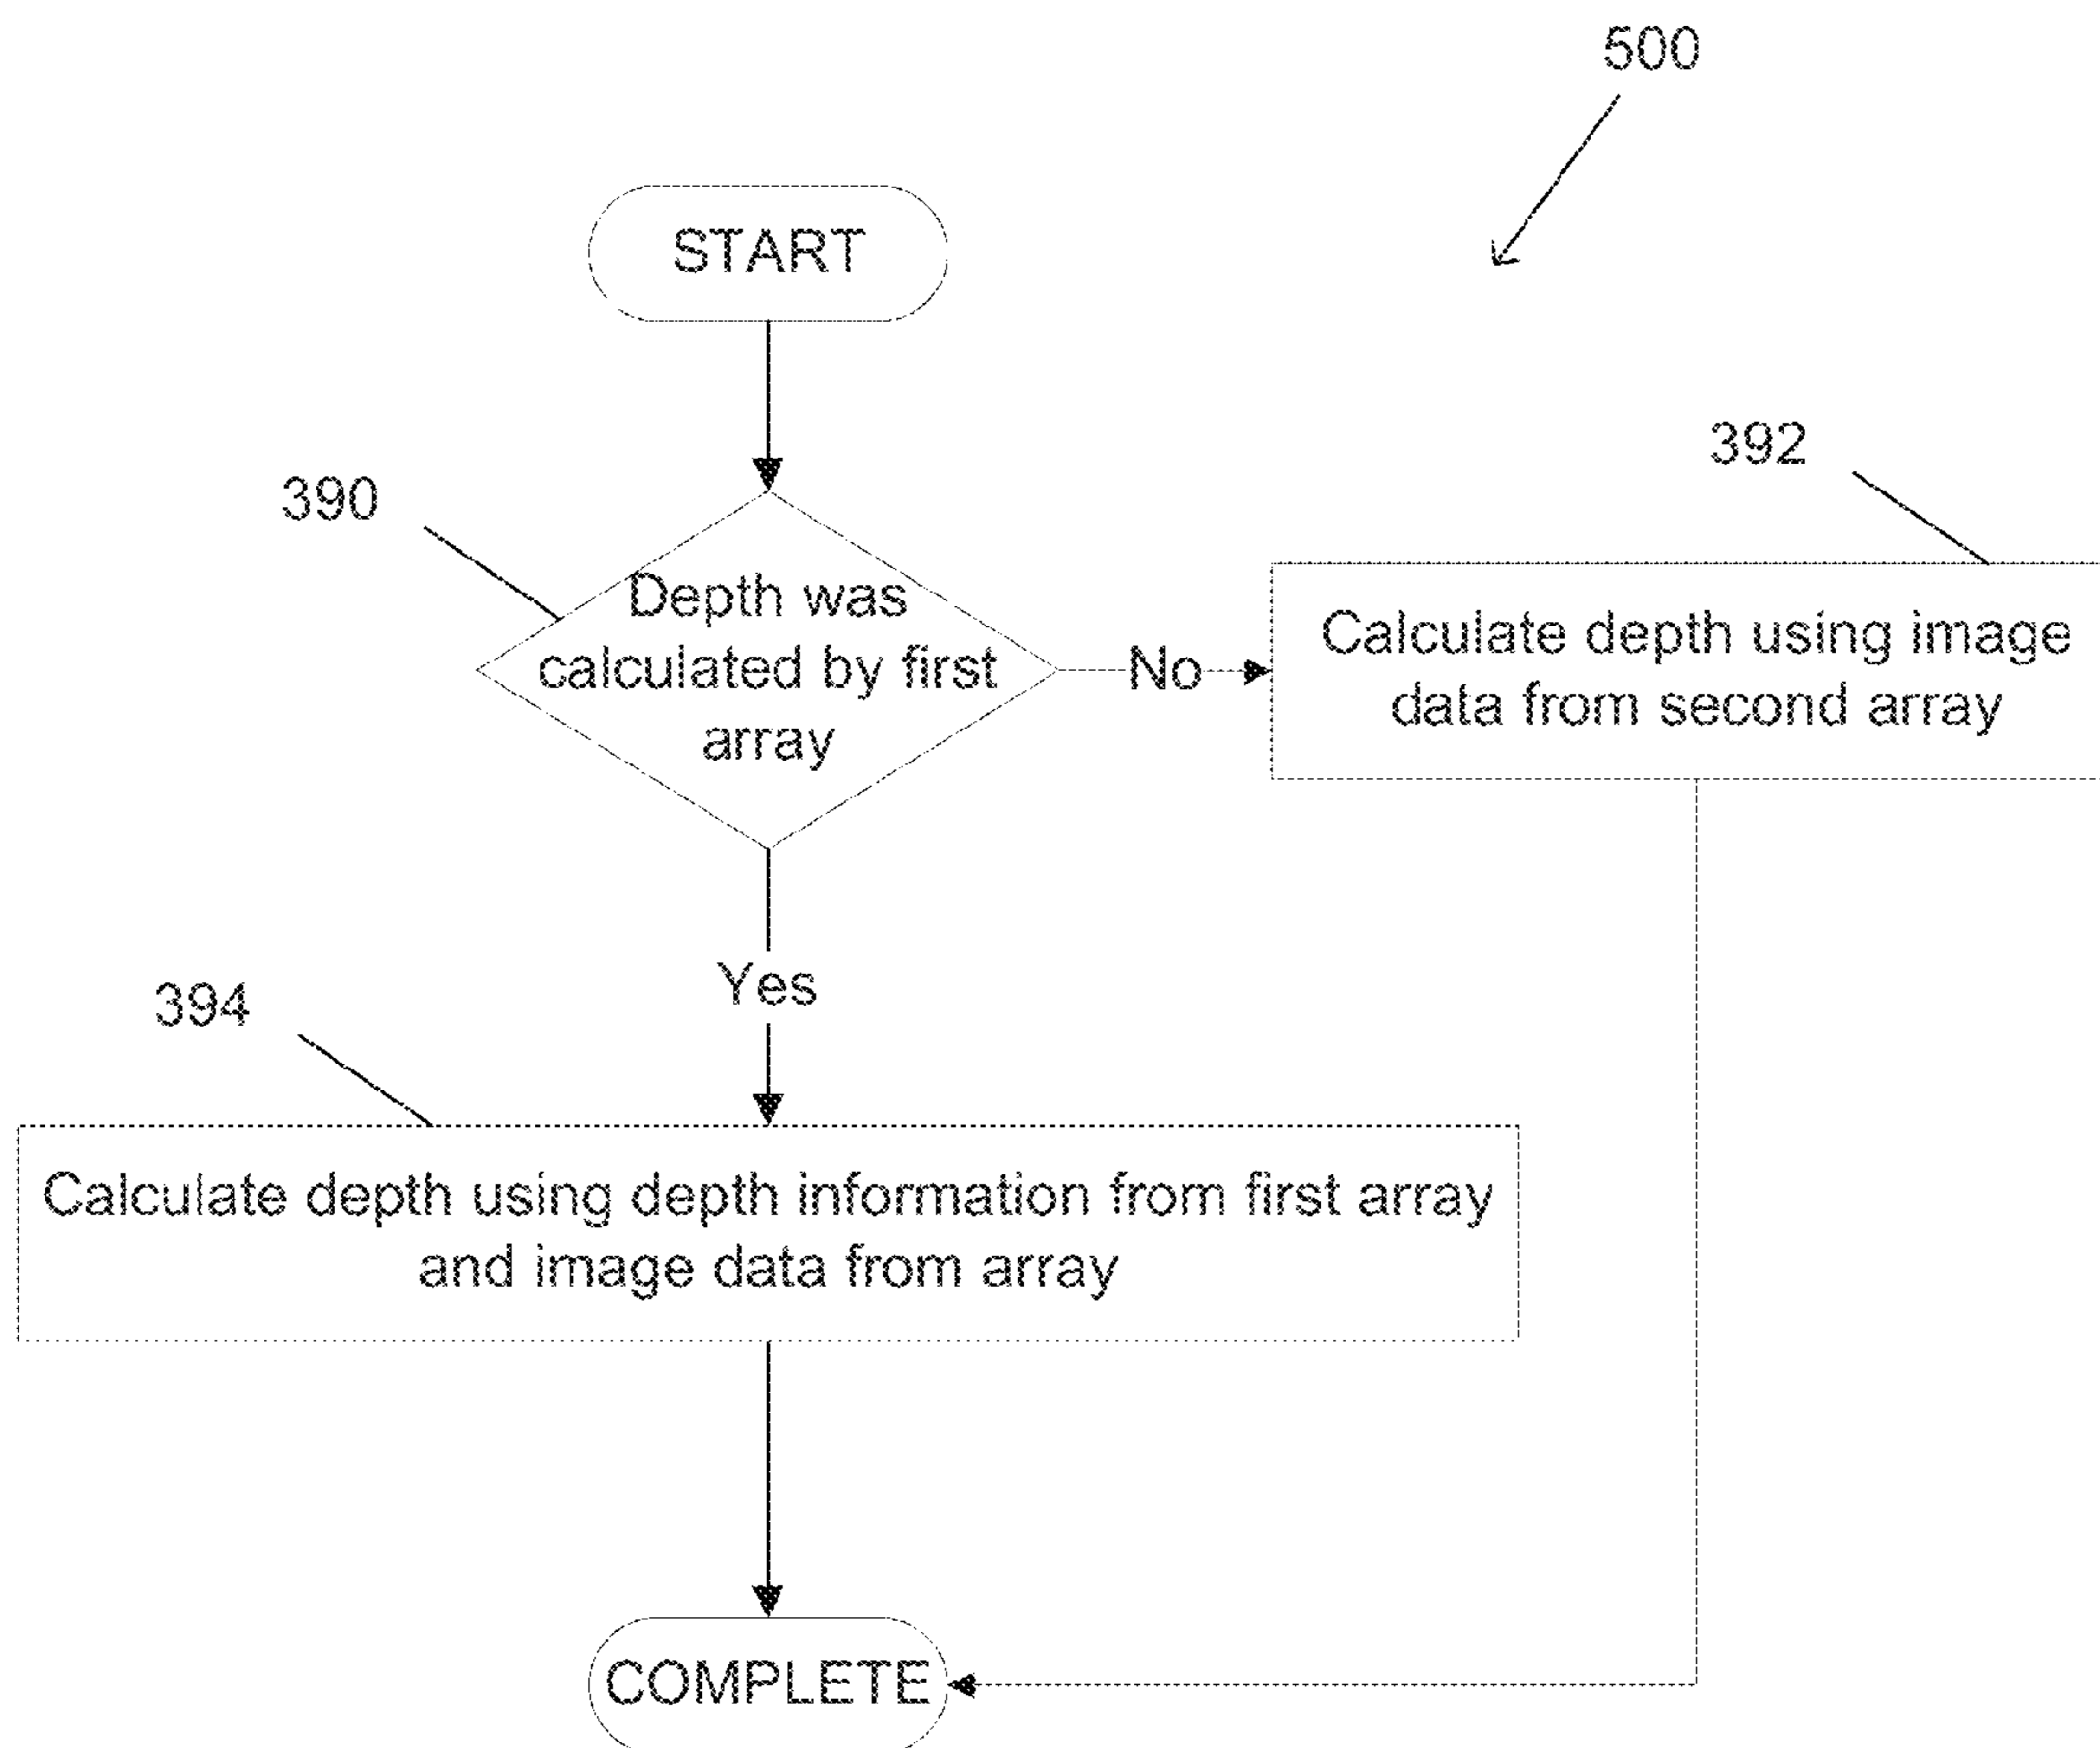 500
START
392
390
Depth was
calculated by first
array
No
Calculate depth using image
data from second array
Yes
394
Calculate depth using depth information from first array
and image data from array
COMPLETE